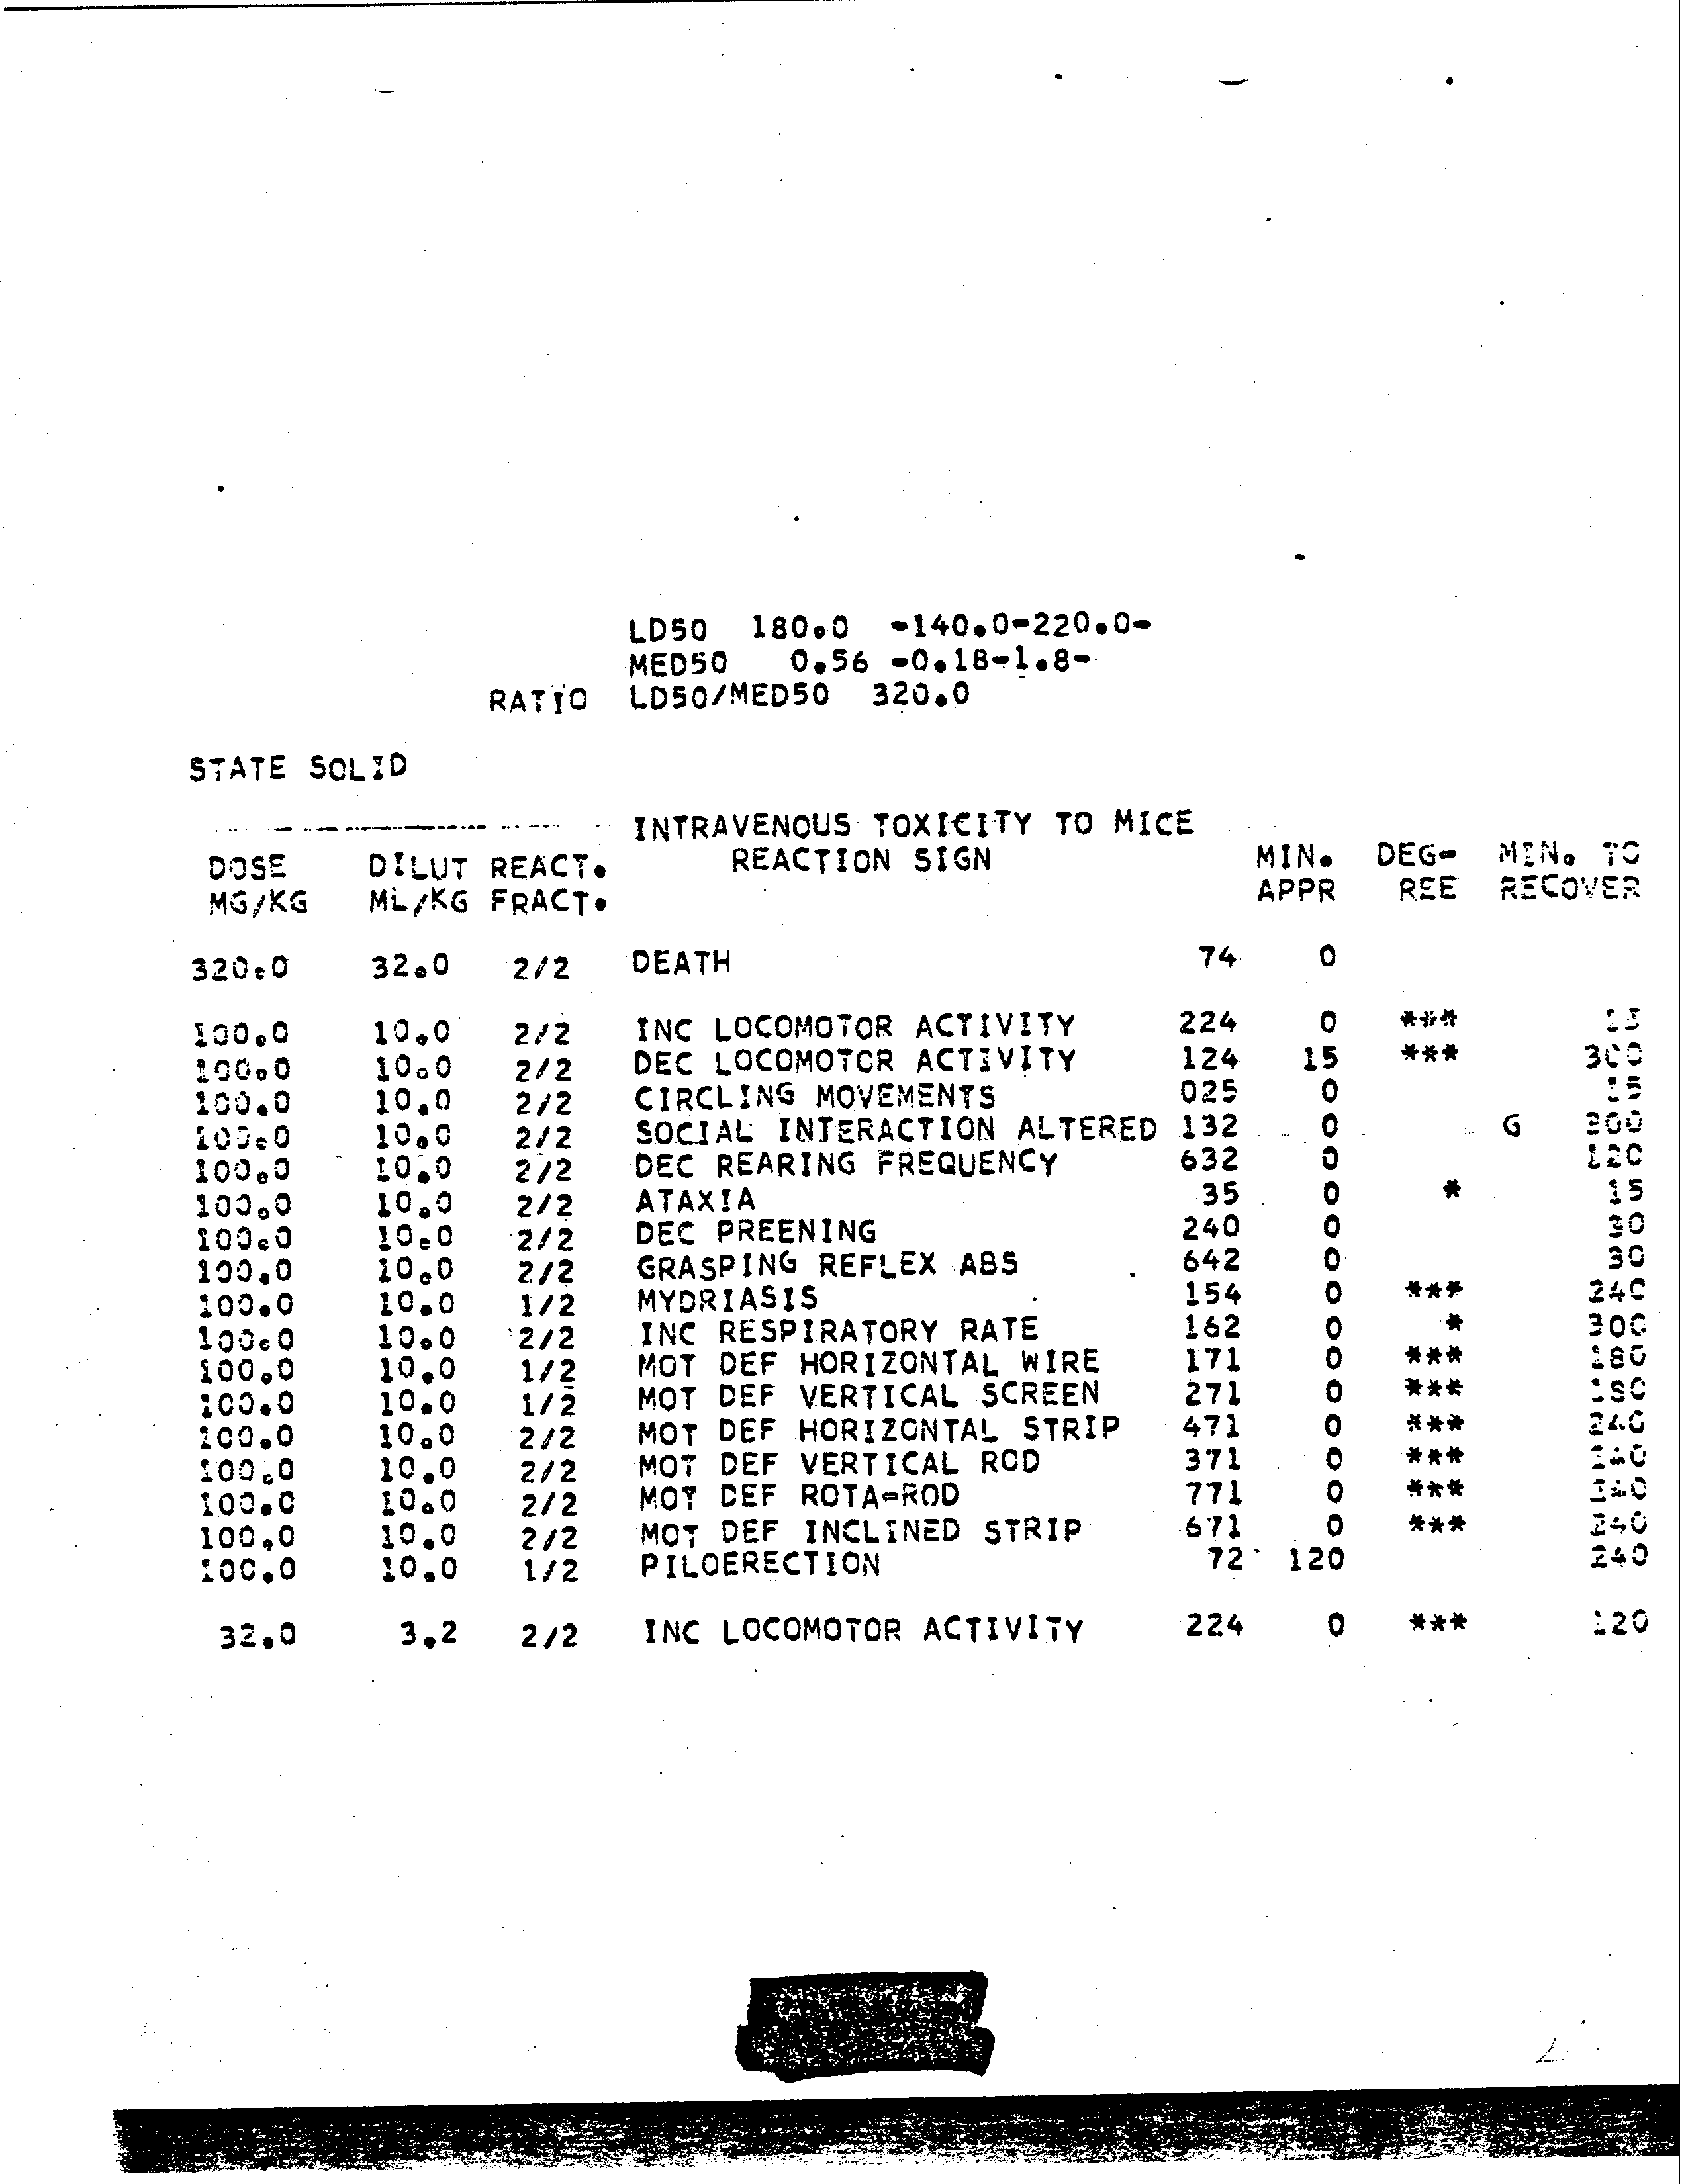 LD50 180.0 -140.0-220.0-
MED50 0.56 -0.18-1.8-
RATIO LD50/MED50 320.0
STATE SOLID
INTRAVENOUS TOXICITY TO MICE
DOSE DILUT REACT. REACTION SIGN MIN. DEG- MIN. TO
MG/KG ML/KG FRACT. APPR REE RECOVER
320.0 32.0 2/2 DEATH 74 0
100.0 10.0 2/2 INC LOCOMOTOR ACTIVITY 224 0 *** 15
100.0 10.0 2/2 DEC LOCOMOTOR ACTIVITY 124 15 *** 300
100.0 10.0 2/2 CIRCLING MOVEMENTS 025 0 15
100.0 10.0 2/2 SOCIAL INTERACTION ALTERED 132 0 G
100.0 10.0 2/2 DEC REARING FREQUENCY 632 0 120
100.0 10.0 2/2 ATAXIA 35 0 * 15
100.0 10.0 2/2 DEC PREENING 240 0 30
100.0 10.0 2/2 GRASPING REFLEX ABS 642 0 30
100.0 10.0 1/2 MYDRIASIS 154 0 *** 240
100.0 10.0 2/2 INC RESPIRATORY RATE 162 0 * 300
100.0 10.0 1/2 MOT DEF HORIZONTAL WIRE 171 0 *** 180
100.0 10.0 1/2 MOT DEF VERTICAL SCREEN 271 0 *** 180
100.0 10.0 2/2 MOT DEF HORIZONTAL STRIP 471 0 *** 240
100.0 10.0 2/2 MOT DEF VERTICAL ROD 371 0 ***
100.0 10.0 2/2 MOT DEF ROTA-ROD 771 0 ***
100.0 10.0 2/2 MOT DEF INCLINED STRIP 671 0 *** 240
100.0 10.0 1/2 PILOERECTION 72 120 240
32.0 3.2 2/2 INC LOCOMOTOR ACTIVITY 224 0 *** 120